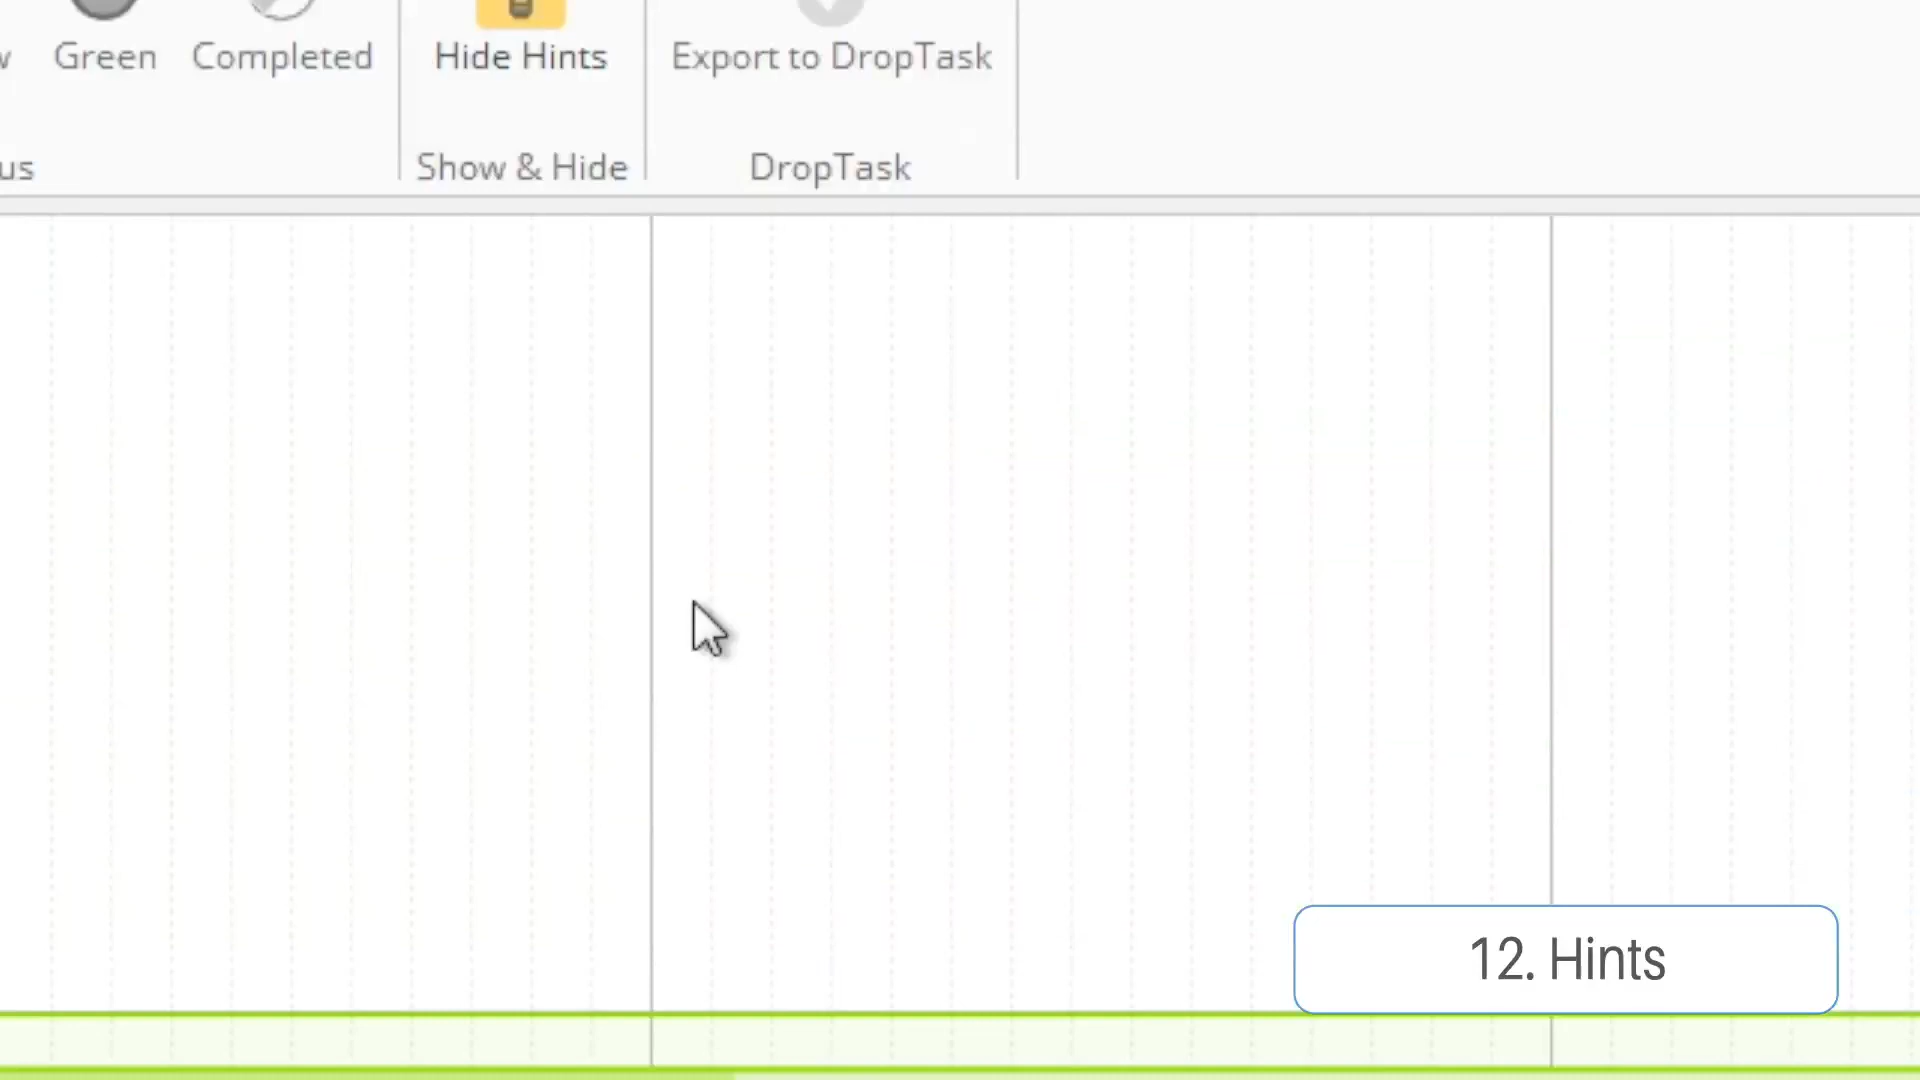 w Green Completed Hide Hints Export to DropTask
us Show & Hide DropTask
12. Hints